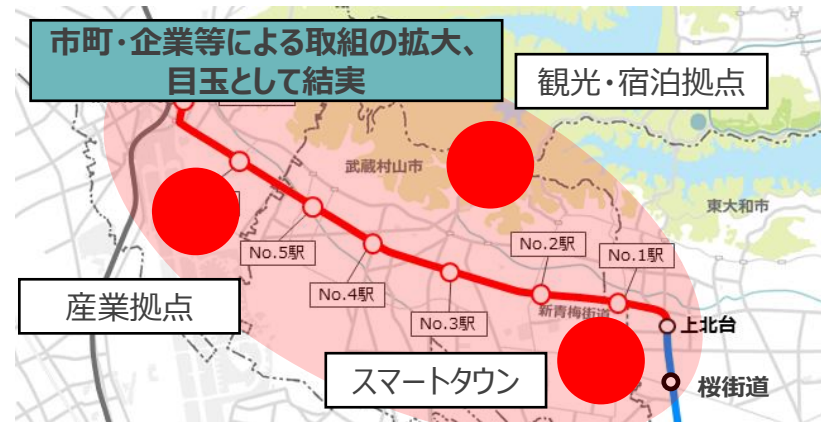 市町・企業等による取組の拡大、
目玉として結実
観光・宿泊拠点
武蔵村山市
東大和市
No.5駅
No.2駅
No.1駅
No.4駅
新青梅街道
産業拠点
No.3駅
上北台
スマートタウン
桜街道